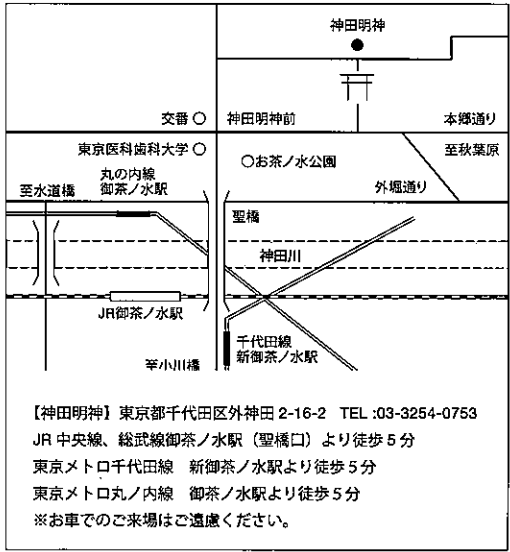 神田明神
交番
神田明神前
本郷通り
東京医科歯科大学
お茶ノ水公園
至秋葉原
丸の内線
御茶ノ水駅
至水道橋
外堀通り
聖橋
神田川
JR御茶ノ水駅
千代田線
新御茶ノ水駅
至小川橋
【神田明神】東京都千代田区外神田 2-16-2 TEL :03-3254-0753
JR 中央線、総武線御茶ノ水駅（聖橋口）より徒歩 5 分
東京メトロ千代田線 新御茶ノ水駅より徒歩 5 分
東京メトロ丸ノ内線 御茶ノ水駅より徒歩 5 分
※お車でのご来場はご遠慮ください。